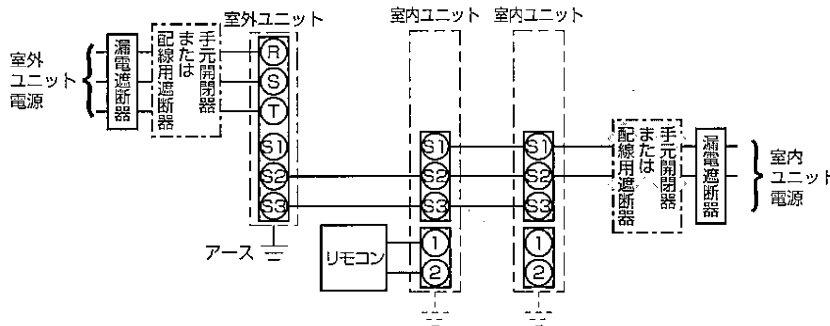 室外
ユニット
電源
漏電遮断器
手元開閉器
または
配線用遮断器
室外ユニット
R
S
T
S1
S2
S3
アース
リモコン
室内ユニット
S1
S2
S3
1
2
室内ユニット
S1
S2
S3
1
2
手元開閉器
または
配線用遮断器
漏電遮断器
室内
ユニット
電源